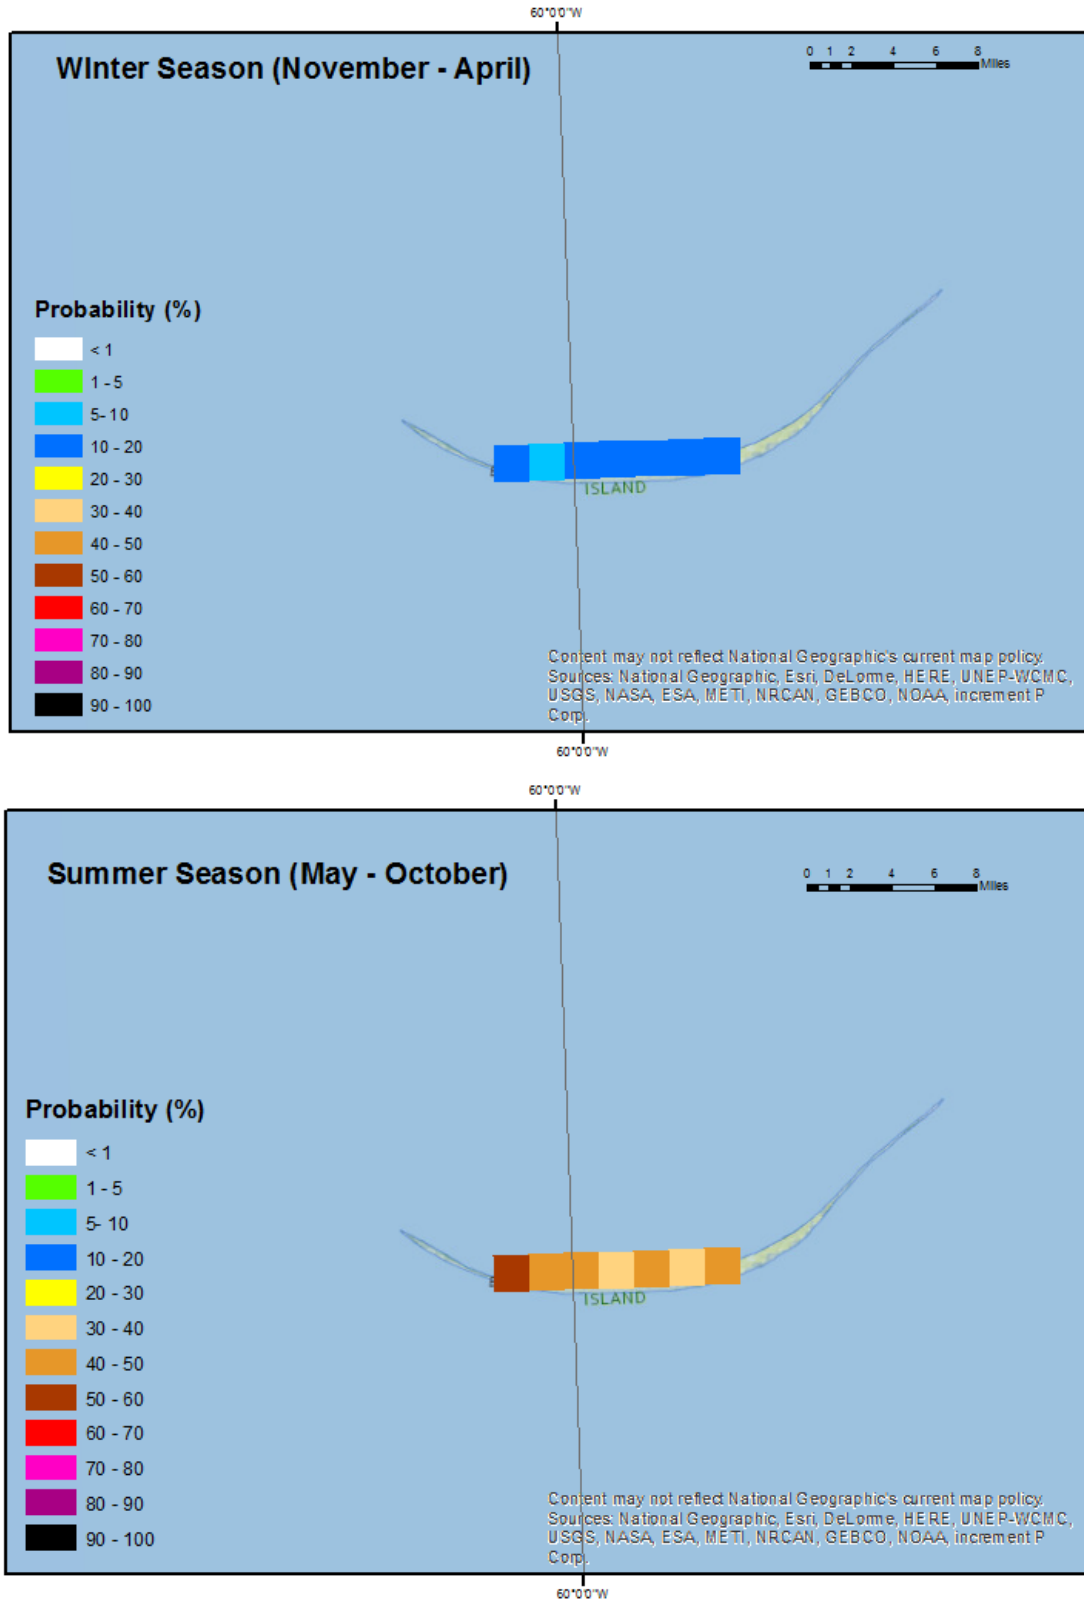 60°0'0"W
WInter Season (November - April)
0 1 2 4 6 8
Miles
Probability (%)
< 1
1 - 5
5- 10
10 - 20
20 - 30
30 - 40
40 - 50
50 - 60
60 - 70
70 - 80
80 - 90
90 - 100
ISLAND
Content may not reflect National Geographic's current map policy.
Sources: National Geographic, Esri, DeLorme, HERE, UNEP-WCMC,
USGS, NASA, ESA, METI, NRCAN, GEBCO, NOAA, increment P
Corp.
60°0'0"W
60°0'0"W
Summer Season (May - October)
0 1 2 4 6 8
Miles
Probability (%)
< 1
1 - 5
5- 10
10 - 20
20 - 30
30 - 40
40 - 50
50 - 60
60 - 70
70 - 80
80 - 90
90 - 100
ISLAND
Content may not reflect National Geographic's current map policy.
Sources: National Geographic, Esri, DeLorme, HERE, UNEP-WCMC,
USGS, NASA, ESA, METI, NRCAN, GEBCO, NOAA, increment P
Corp.
60°0'0"W